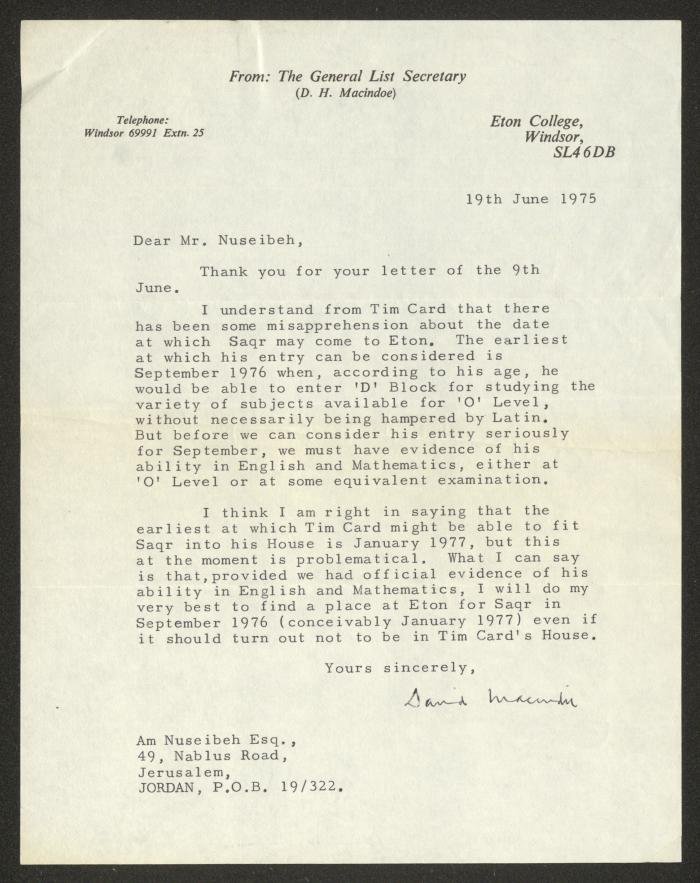 From: The General List Secretary
(D. H. Macindoe)
Telephone:
Windsor 69991 Extn. 25
Eton College,
Windsor,
SL4 6DB
19th June 1975
Dear Mr. Nuseibeh,
Thank you for your letter of the 9th
June.
I understand from Tim Card that there
has been some misapprehension about the date
at which Saqr may come to Eton. The earliest
at which his entry can be considered is
September 1976 when, according to his age, he
would be able to enter 'D' Block for studying the
variety of subjects available for 'O' Level,
without necessarily being hampered by Latin.
But before we can consider his entry seriously
for September, we must have evidence of his
ability in English and Mathematics, either at
'O' Level or at some equivalent examination.
I think I am right in saying that the
earliest at which Tim Card might be able to fit
Saqr into his House is January 1977, but this
at the moment is problematical. What I can say
is that, provided we had official evidence of his
ability in English and Mathematics, I will do my
very best to find a place at Eton for Saqr in
September 1976 (conceivably January 1977) even if
it should turn out not to be in Tim Card's House.
Yours sincerely,
David Macindoe
Am Nuseibeh Esq.,
49, Nablus Road,
Jerusalem,
JORDAN, P.O.B. 19/322.